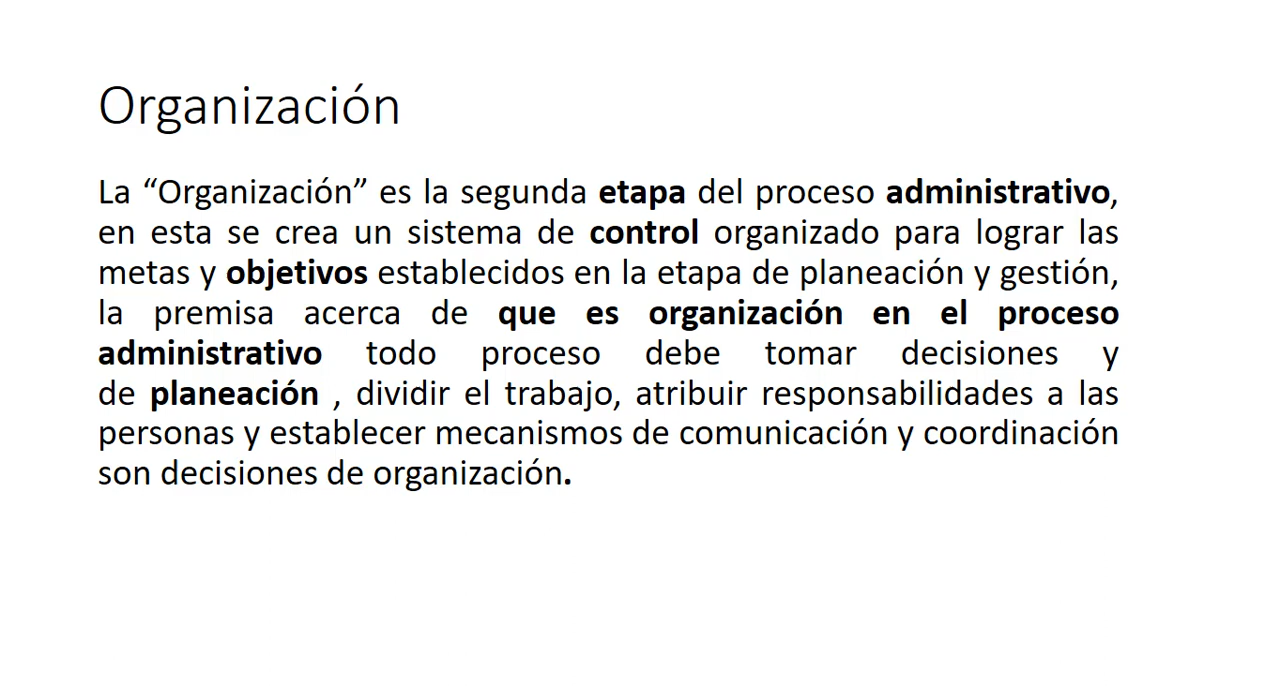 Organización
La “Organización” es la segunda etapa del proceso administrativo,
en esta se crea un sistema de control organizado para lograr las
metas y objetivos establecidos en la etapa de planeación y gestión,
la premisa acerca de que es organización en el proceso
administrativo todo proceso debe tomar decisiones y
de planeación , dividir el trabajo, atribuir responsabilidades a las
personas y establecer mecanismos de comunicación y coordinación
son decisiones de organización.